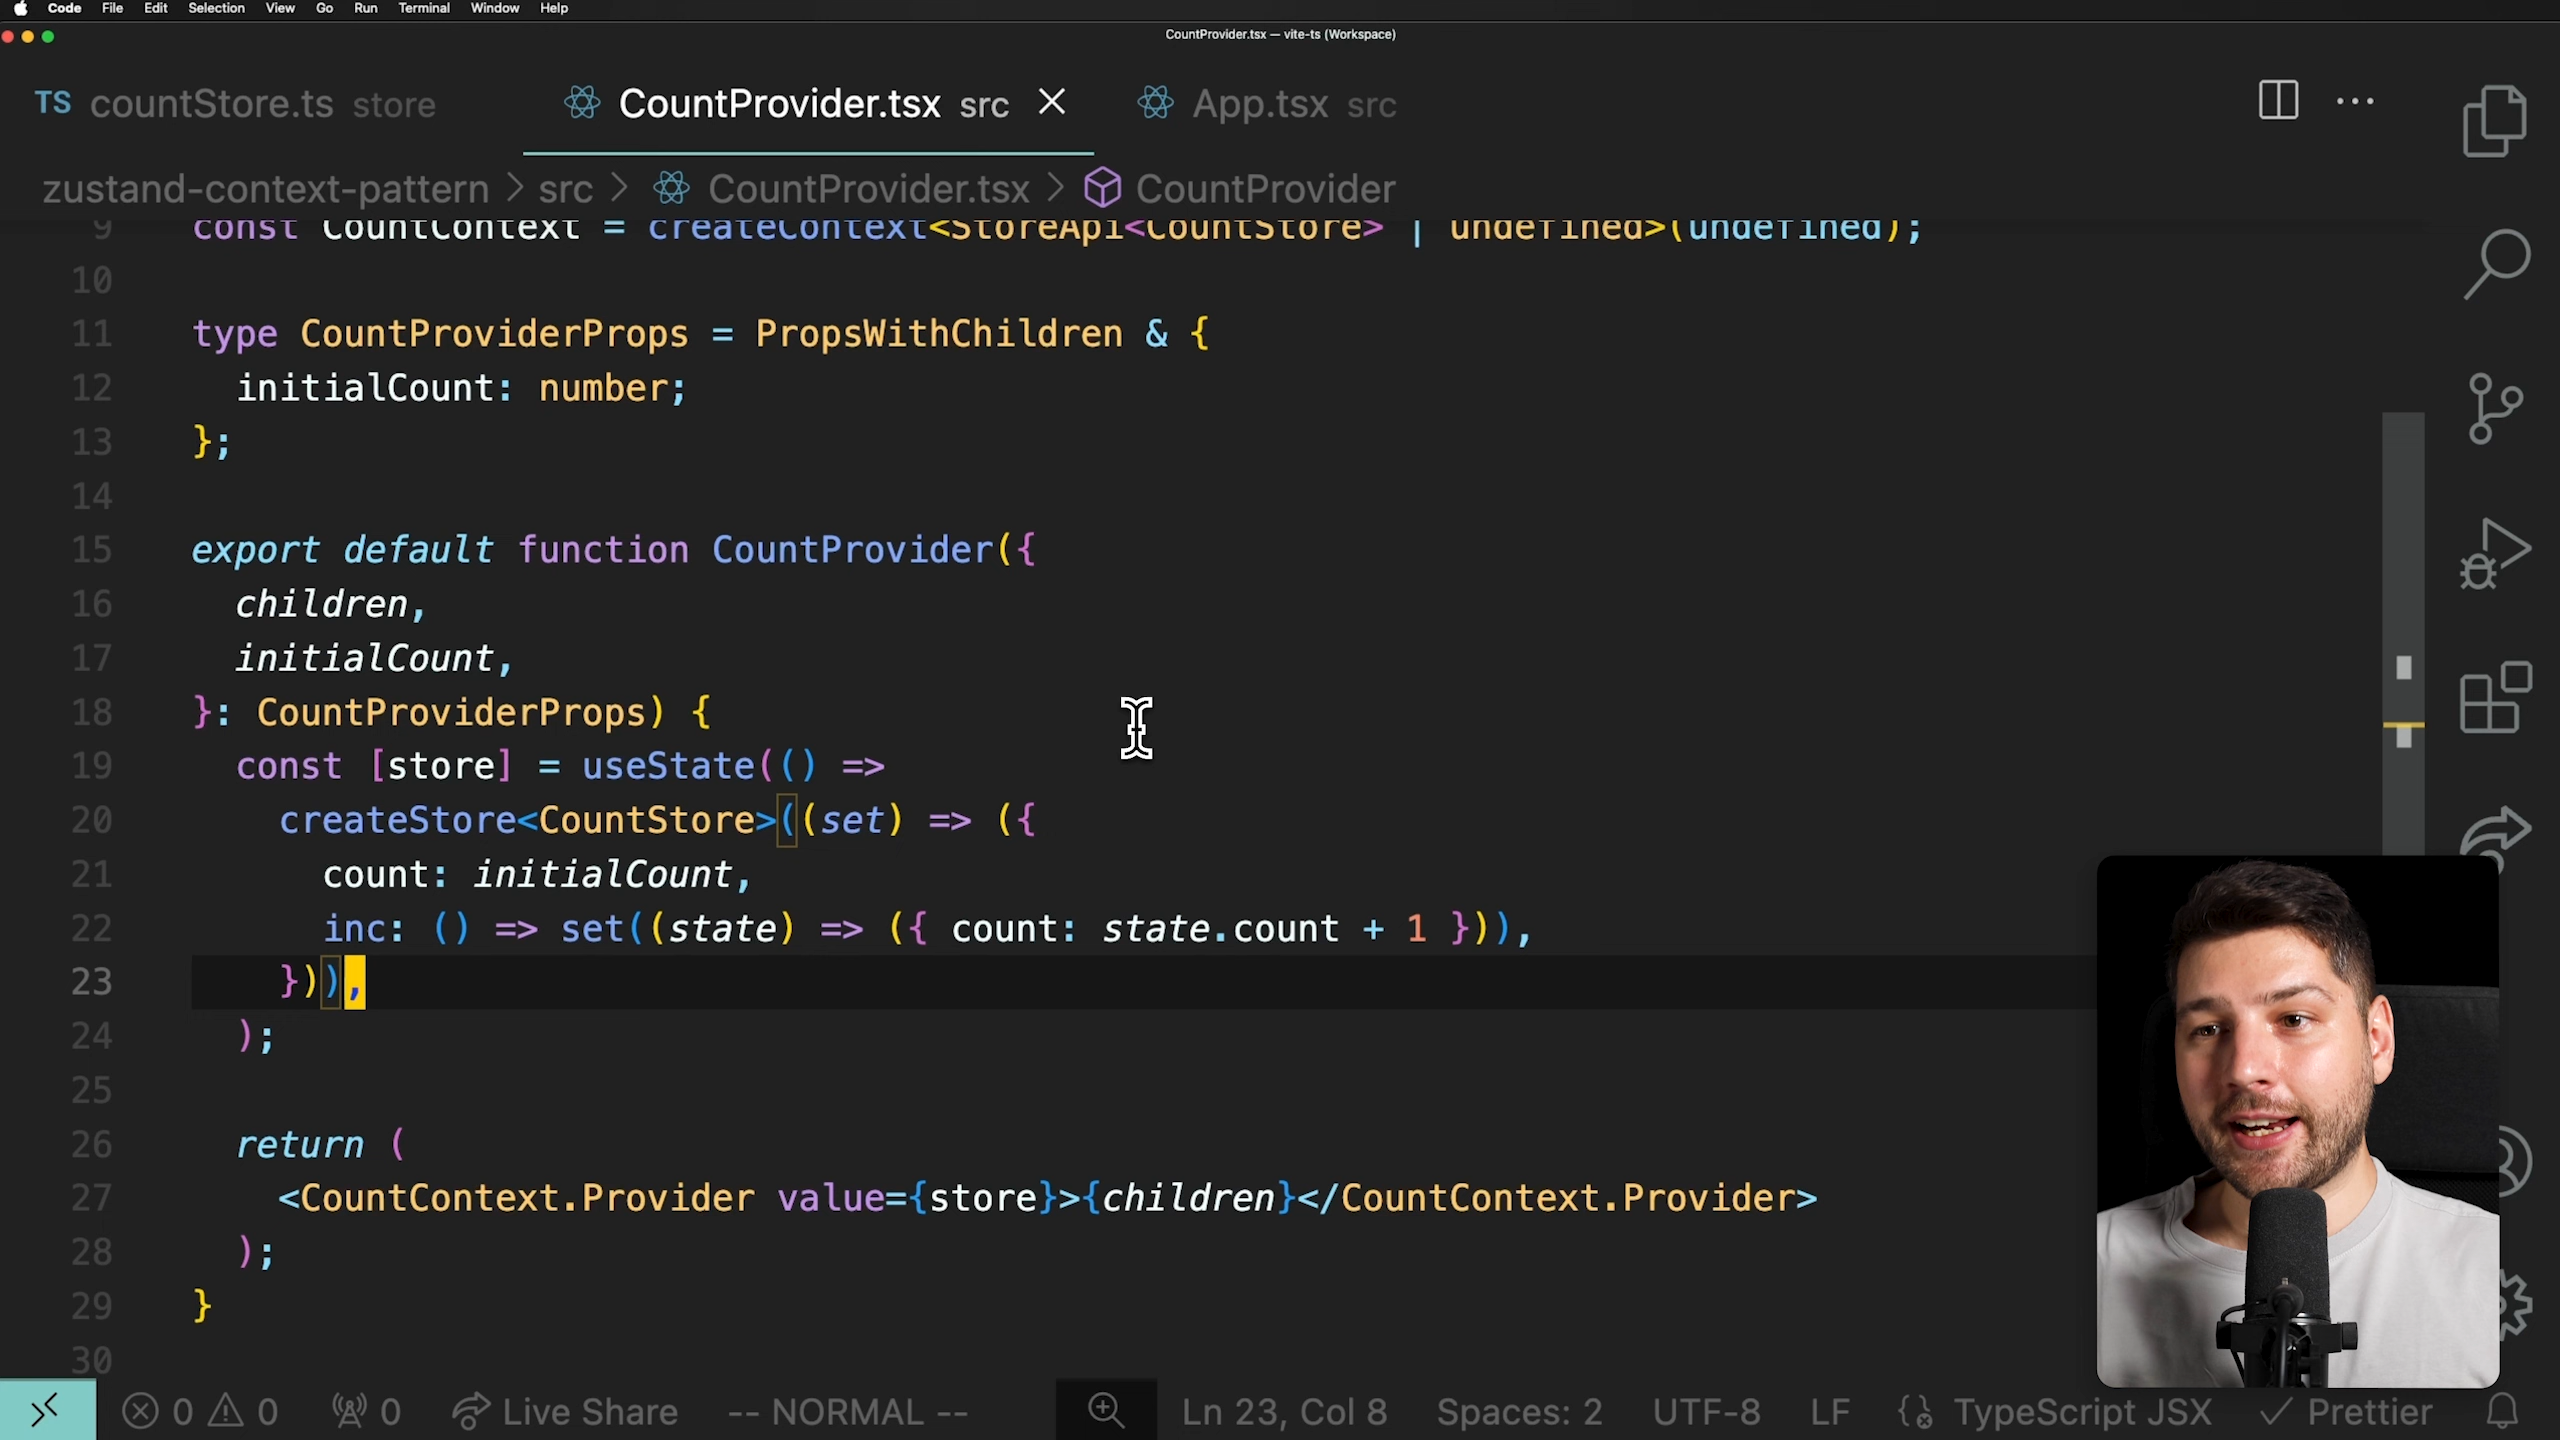 Code File Edit Selection View Go Run Terminal Window Help
CountProvider.tsx — vite-ts (Workspace)
TS countStore.ts store CountProvider.tsx src App.tsx src
zustand-context-pattern > src > CountProvider.tsx > CountProvider
9 const CountContext = createContext<StoreApi<CountStore> | undefined>(undefined);
10
11 type CountProviderProps = PropsWithChildren & {
12 initialCount: number;
13 };
14
15 export default function CountProvider({
16 children,
17 initialCount,
18 }: CountProviderProps) {
19 const [store] = useState(() =>
20 createStore<CountStore>((set) => ({
21 count: initialCount,
22 inc: () => set((state) => ({ count: state.count + 1 })),
23 })),
24 );
25
26 return (
27 <CountContext.Provider value={store}>{children}</CountContext.Provider>
28 );
29 }
30
0 0 0 Live Share -- NORMAL -- Ln 23, Col 8 Spaces: 2 UTF-8 LF TypeScript JSX Prettier